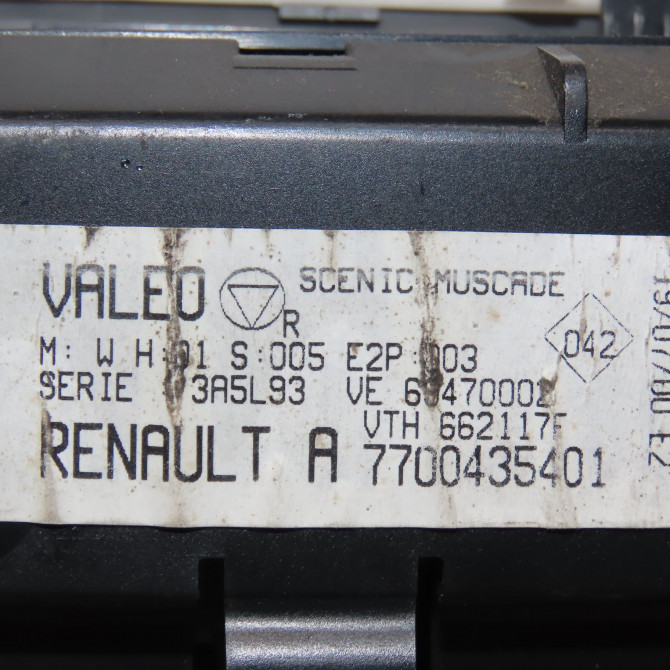 VALEO R SCENIC MUSCADE
M: W H:01 S:005 E2P:003
042
SERIE 3A5L93 VE
VTH 662117F
RENAULT A 7700435401
19/07/00 E2